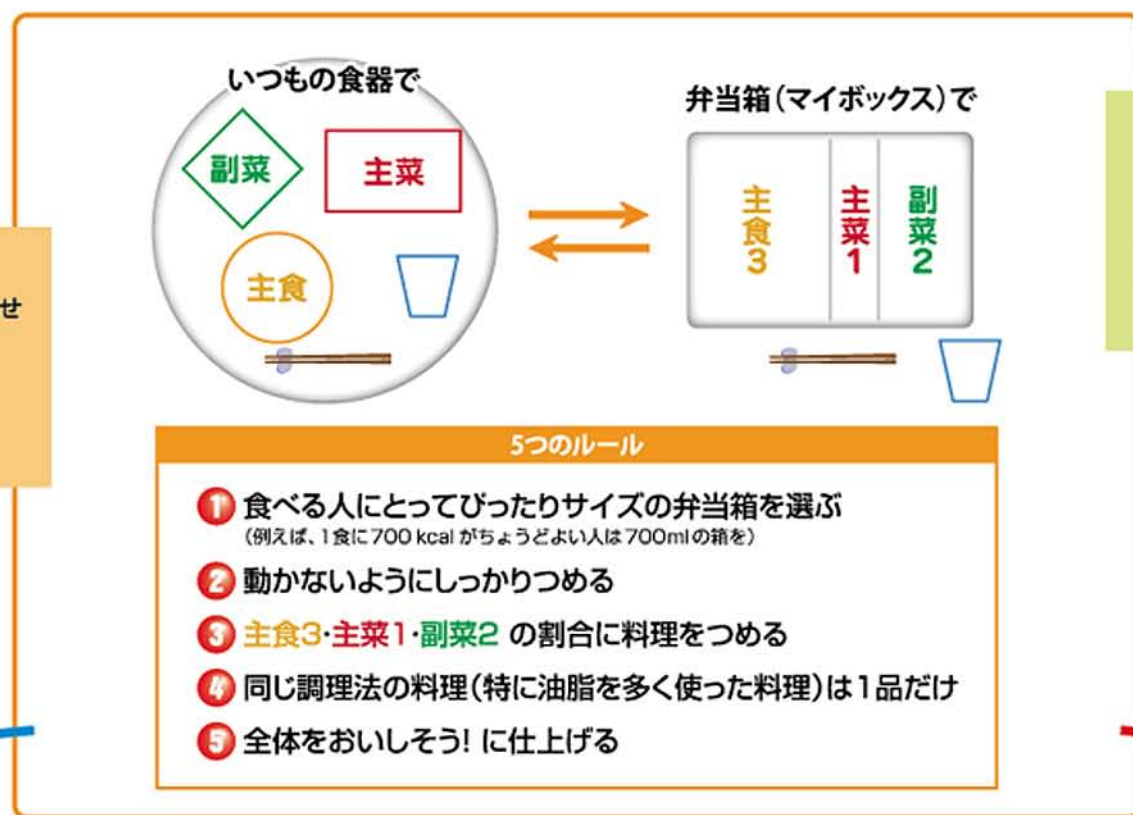 いつもの食器で
副菜
主菜
主食
弁当箱（マイボックス）で
主食3
主菜1
副菜2
せ
5つのルール
1 食べる人にとってぴったりサイズの弁当箱を選ぶ
（例えば、1食に700 kcal がちょうどよい人は700mlの箱を）
2 動かないようにしっかりつめる
3 主食3・主菜1・副菜2 の割合に料理をつめる
4 同じ調理法の料理（特に油脂を多く使った料理）は1品だけ
5 全体をおいしそう! に仕上げる